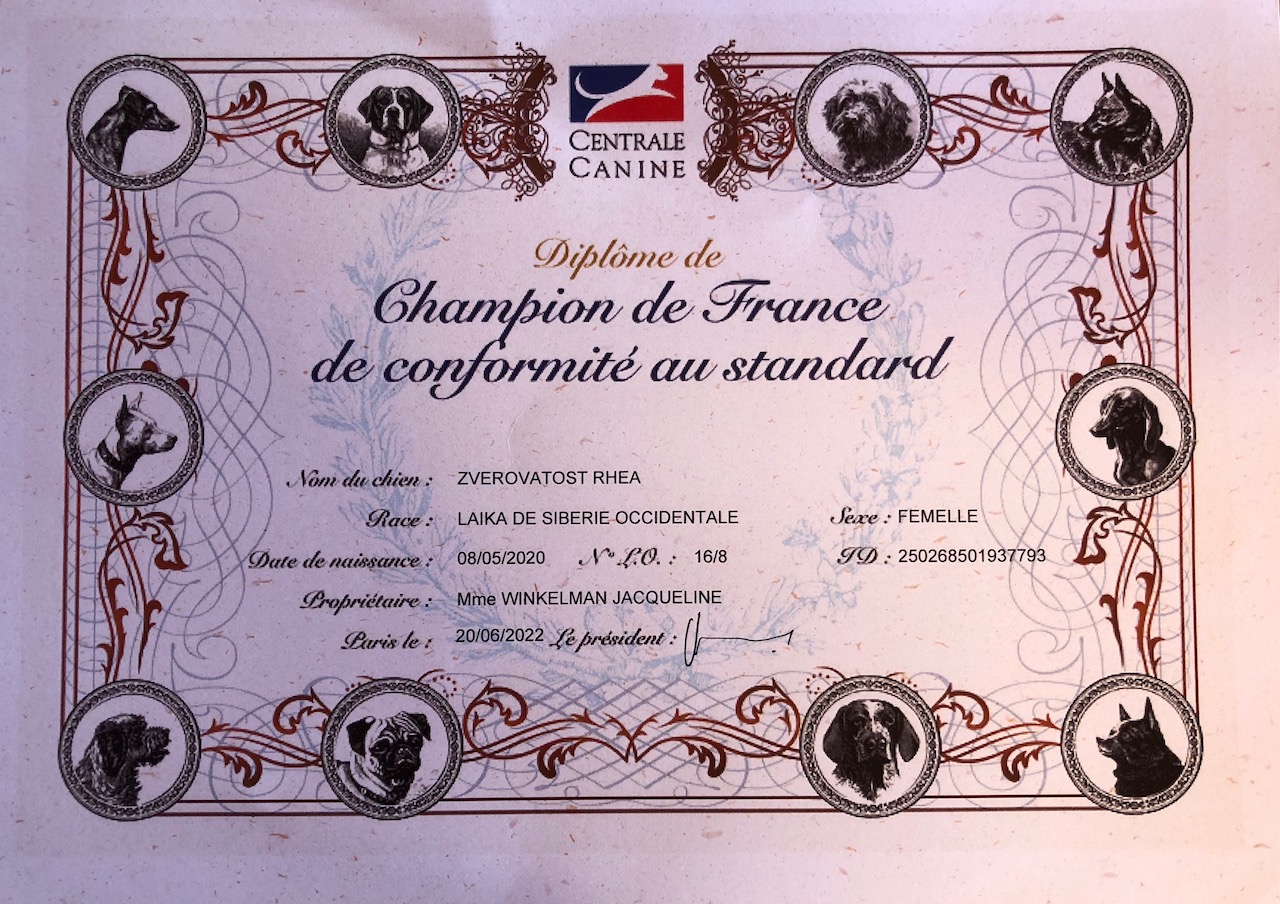 CENTRALE
CANINE
Diplôme de
Champion de France
de conformité au standard
Nom du chien : ZVEROVATOST RHEA
Race : LAIKA DE SIBERIE OCCIDENTALE Sexe : FEMELLE
Date de naissance : 08/05/2020 N° L.O. : 16/8 ID : 250268501937793
Propriétaire : Mme WINKELMAN JACQUELINE
Paris le : 20/06/2022 Le président :